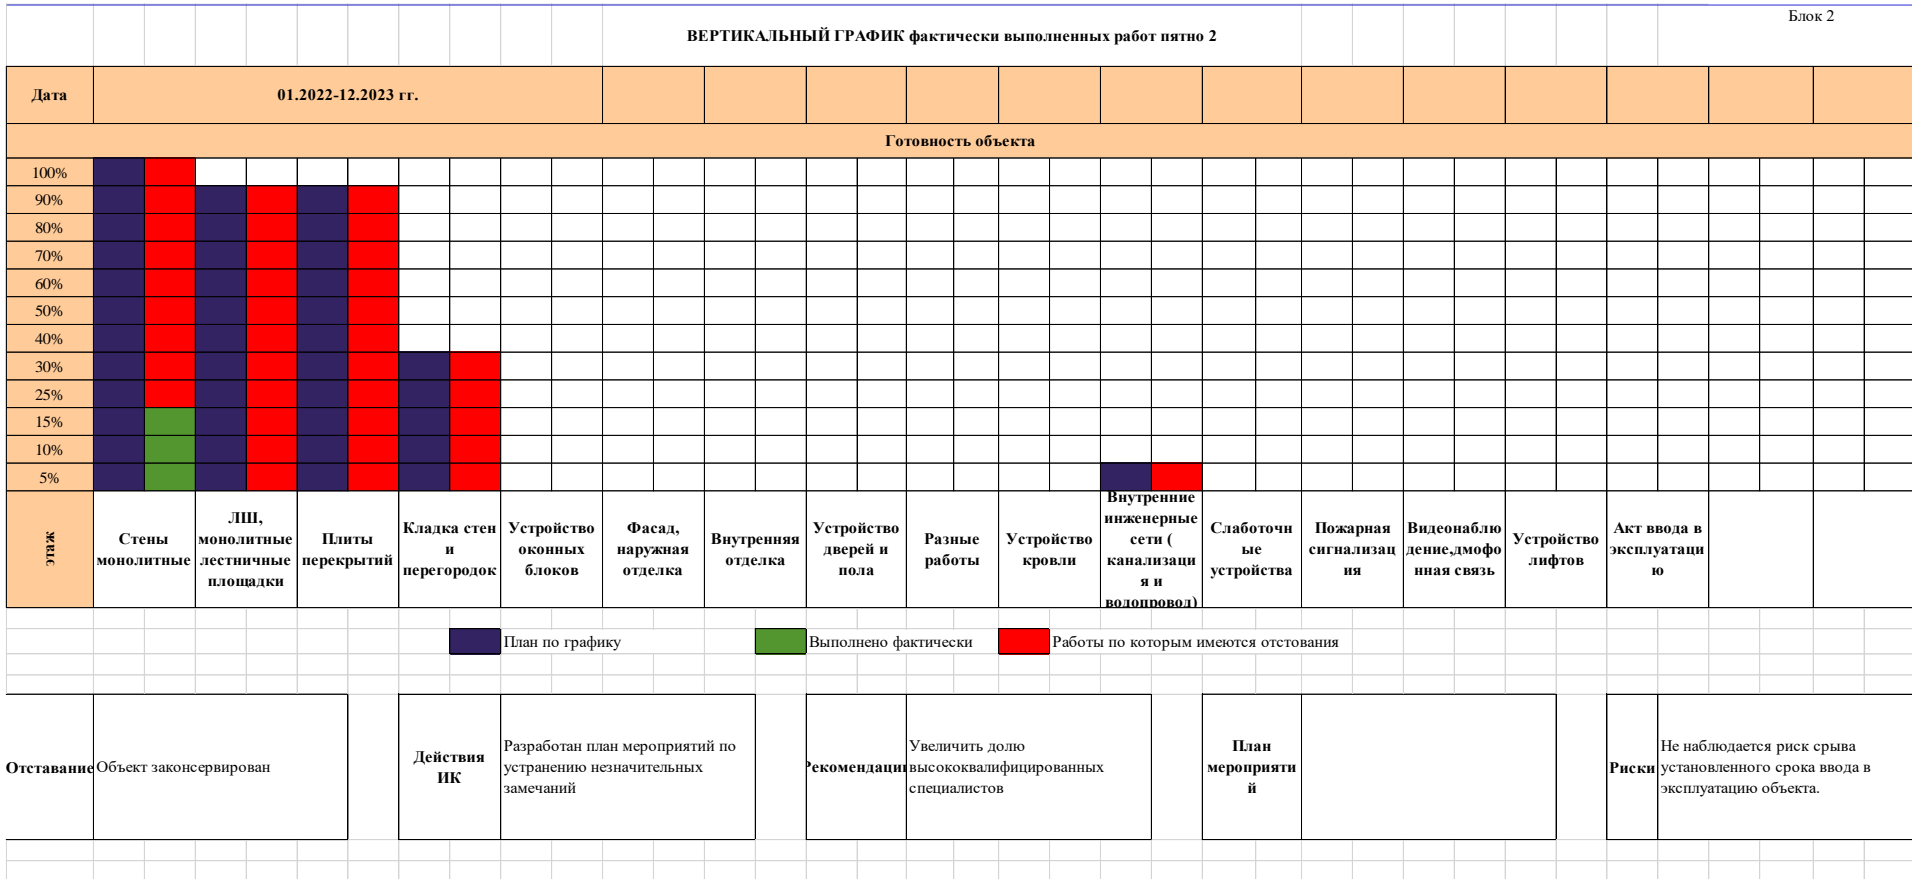 Блок 2
ВЕРТИКАЛЬНЫЙ ГРАФИК фактически выполненных работ пятно 2
Дата
01.2022-12.2023 гг.
Готовность объекта
100%
90%
80%
70%
60%
50%
40%
30%
25%
15%
10%
5%
этаж
Стены
монолитные
ЛШ,
монолитные
лестничные
площадки
Плиты
перекрытий
Кладка стен
и
перегородок
Устройство
оконных
блоков
Фасад,
наружная
отделка
Внутренняя
отделка
Устройство
дверей и
пола
Разные
работы
Устройство
кровли
Внутренние
инженерные
сети (
канализаци
я и
водопровод)
Слаботочн
ые
устройства
Пожарная
сигнализац
ия
Видеонаблю
дение,дмофо
нная связь
Устройство
лифтов
Акт ввода в
эксплуатаци
ю
План по графику
Выполнено фактически
Работы по которым имеются отстования
Отставание
Объект законсервирован
Действия
ИК
Разработан план мероприятий по
устранению незначительных
замечаний
Рекомендации
Увеличить долю
высококвалифицированных
специалистов
План
мероприяти
й
Риски
Не наблюдается риск срыва
установленного срока ввода в
эксплуатацию объекта.